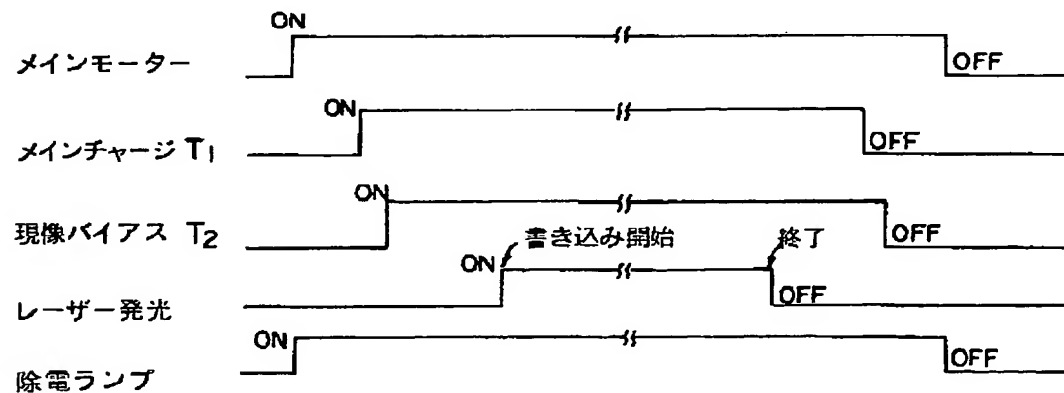 ON
メインモーター
OFF
ON
メインチャージ T1
OFF
ON
現像バイアス T2
OFF
書き込み開始
終了
ON
レーザー発光
OFF
ON
除電ランプ
OFF